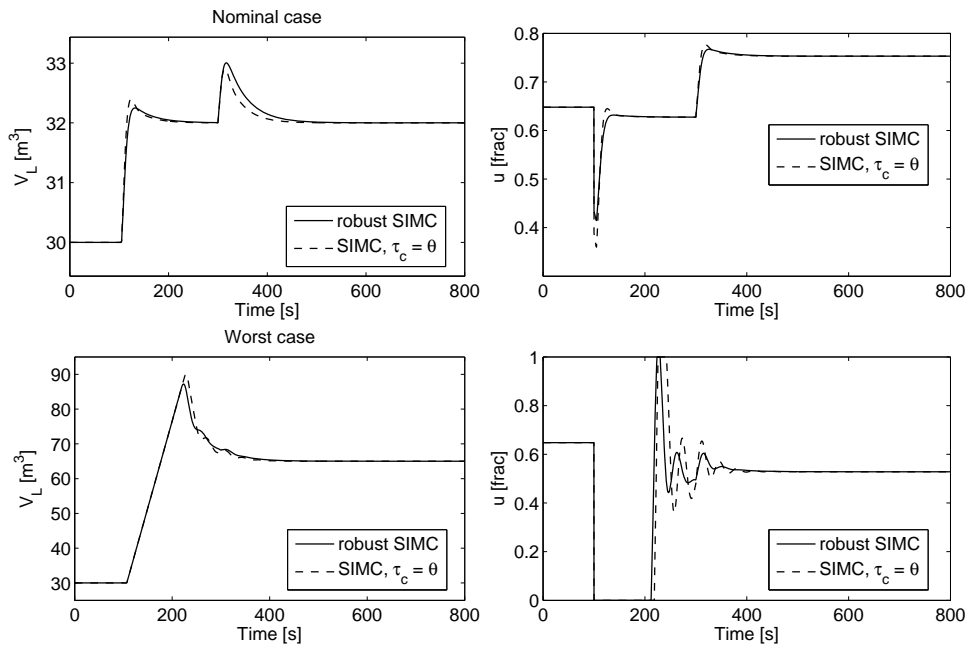 Nominal case
V_L [m^3]
33
32
31
30
0 200 400 600 800
Time [s]
robust SIMC
SIMC, τ_c = θ
u [frac]
0.8
0.7
0.6
0.5
0.4
0 200 400 600 800
Time [s]
robust SIMC
SIMC, τ_c = θ
Worst case
V_L [m^3]
90
80
70
60
50
40
30
0 200 400 600 800
Time [s]
robust SIMC
SIMC, τ_c = θ
u [frac]
1
0.8
0.6
0.4
0.2
0
0 200 400 600 800
Time [s]
robust SIMC
SIMC, τ_c = θ